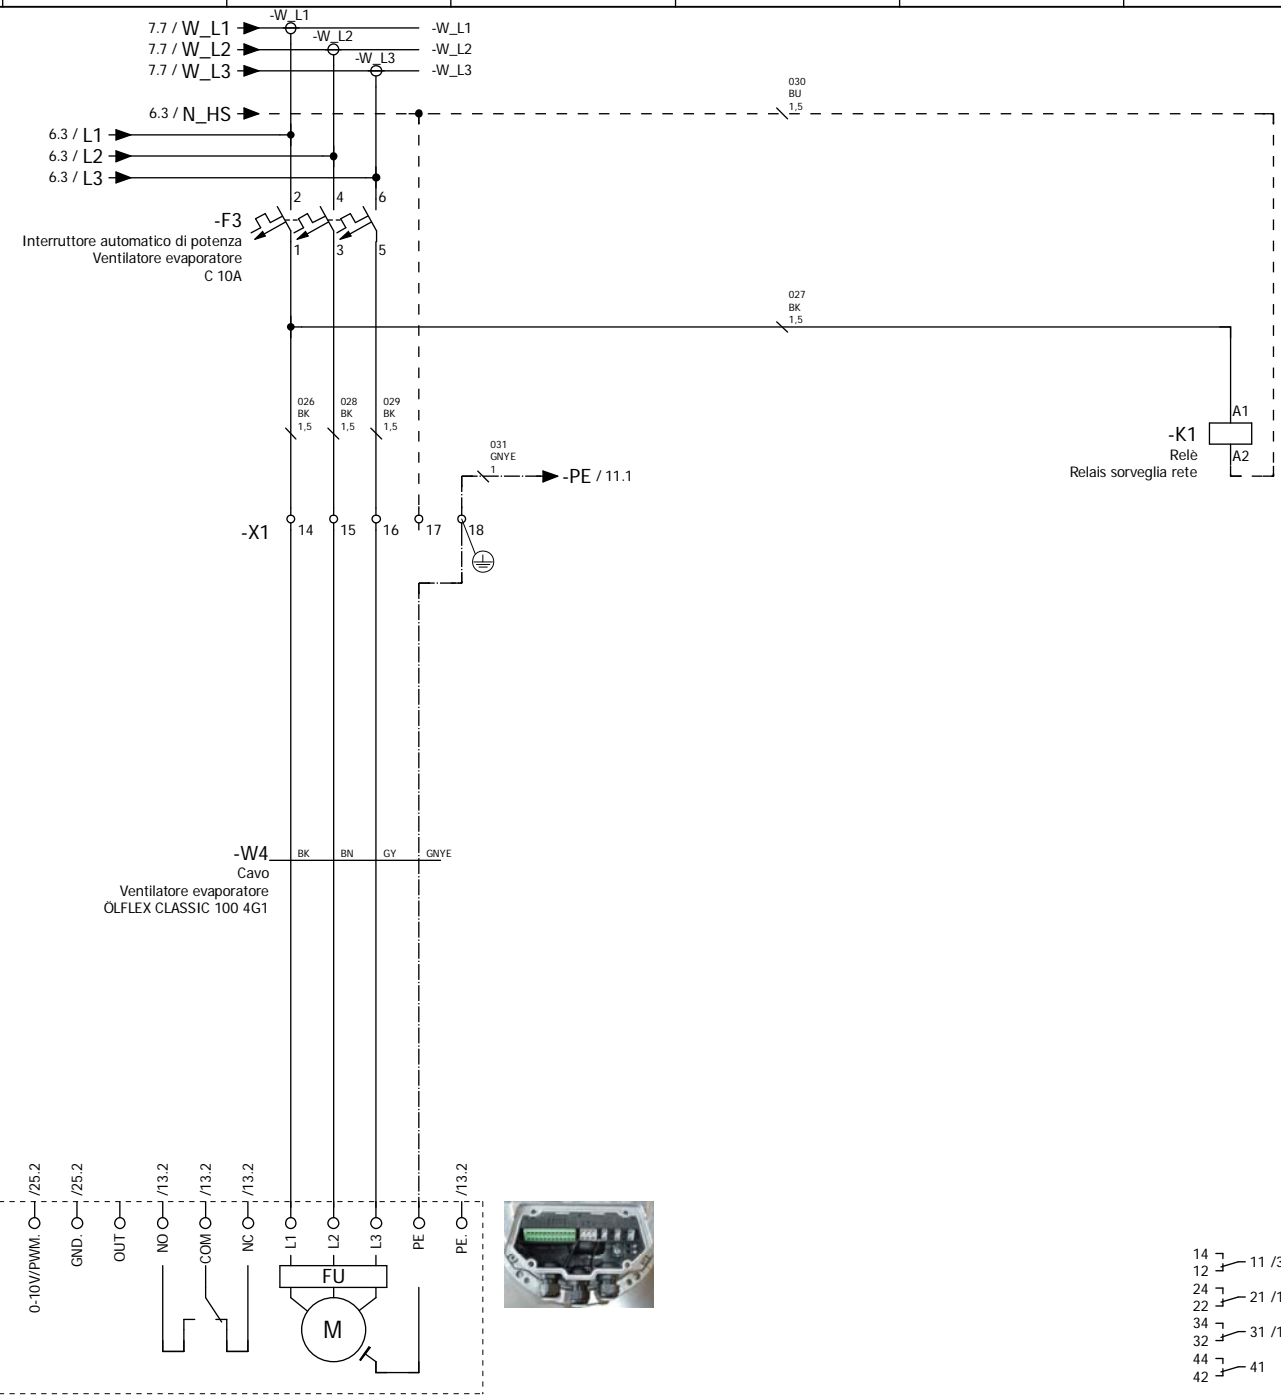 -W_L1
7.7 / W_L1
-W_L1
-W_L2
7.7 / W_L2
-W_L2
-W_L3
7.7 / W_L3
-W_L3
030
BU
1,5
6.3 / N_HS
6.3 / L1
6.3 / L2
6.3 / L3
2
4
6
-F3
Interruttore automatico di potenza
Ventilatore evaporatore
C 10A
1
3
5
027
BK
1,5
026
BK
1,5
028
BK
1,5
029
BK
1,5
A1
-K1
A2
Relè
Relais sorveglia rete
031
GNYE
1
-PE / 11.1
-X1
14
15
16
17
18
-W4
BK
BN
GY
GNYE
Cavo
Ventilatore evaporatore
ÖLFLEX CLASSIC 100 4G1
/25.2
/25.2
/13.2
/13.2
/13.2
/13.2
0-10V/PWM.
GND.
OUT
NO
COM
NC
L1
L2
L3
PE
PE.
FU
M
14
12
11 /3
24
22
21 /1
34
32
31 /1
44
42
41